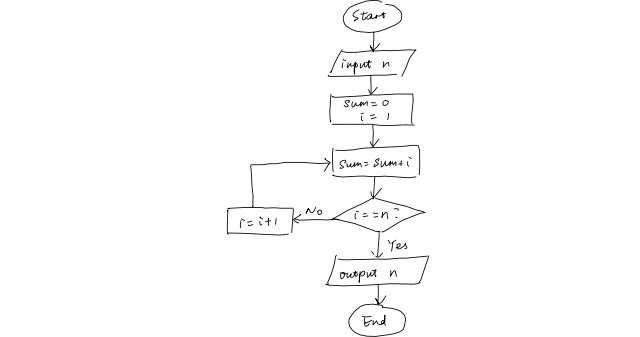 Start
input n
sum = 0
i = 1
sum = sum + i
i == n ?
No
i = i + 1
Yes
output n
End